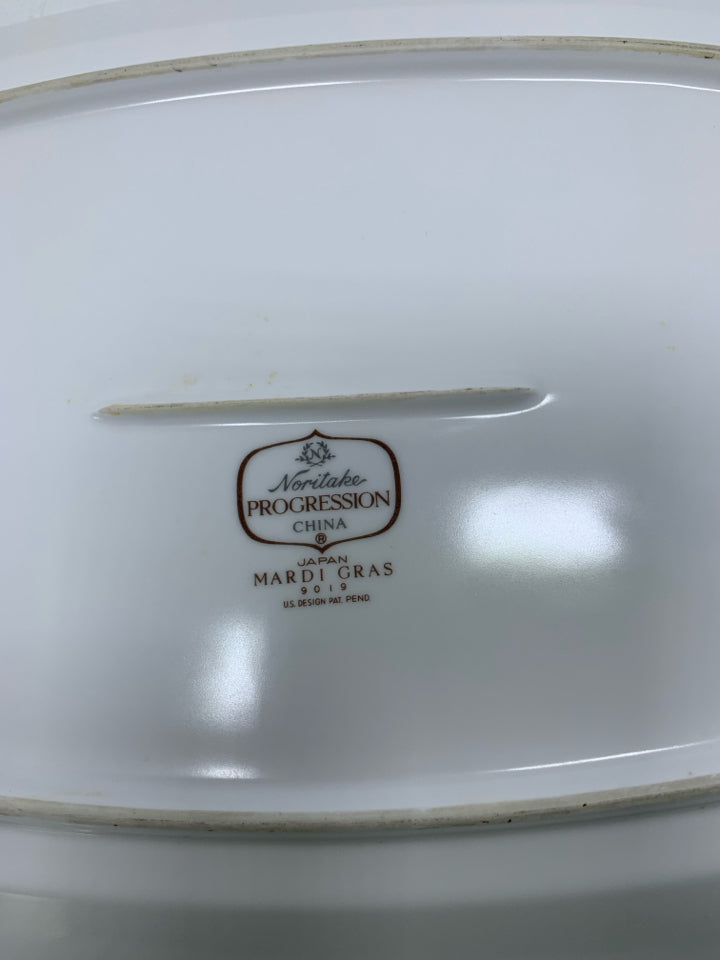 N
Noritake
PROGRESSION
CHINA
®
JAPAN
MARDI GRAS
9019
U.S. DESIGN PAT. PEND.